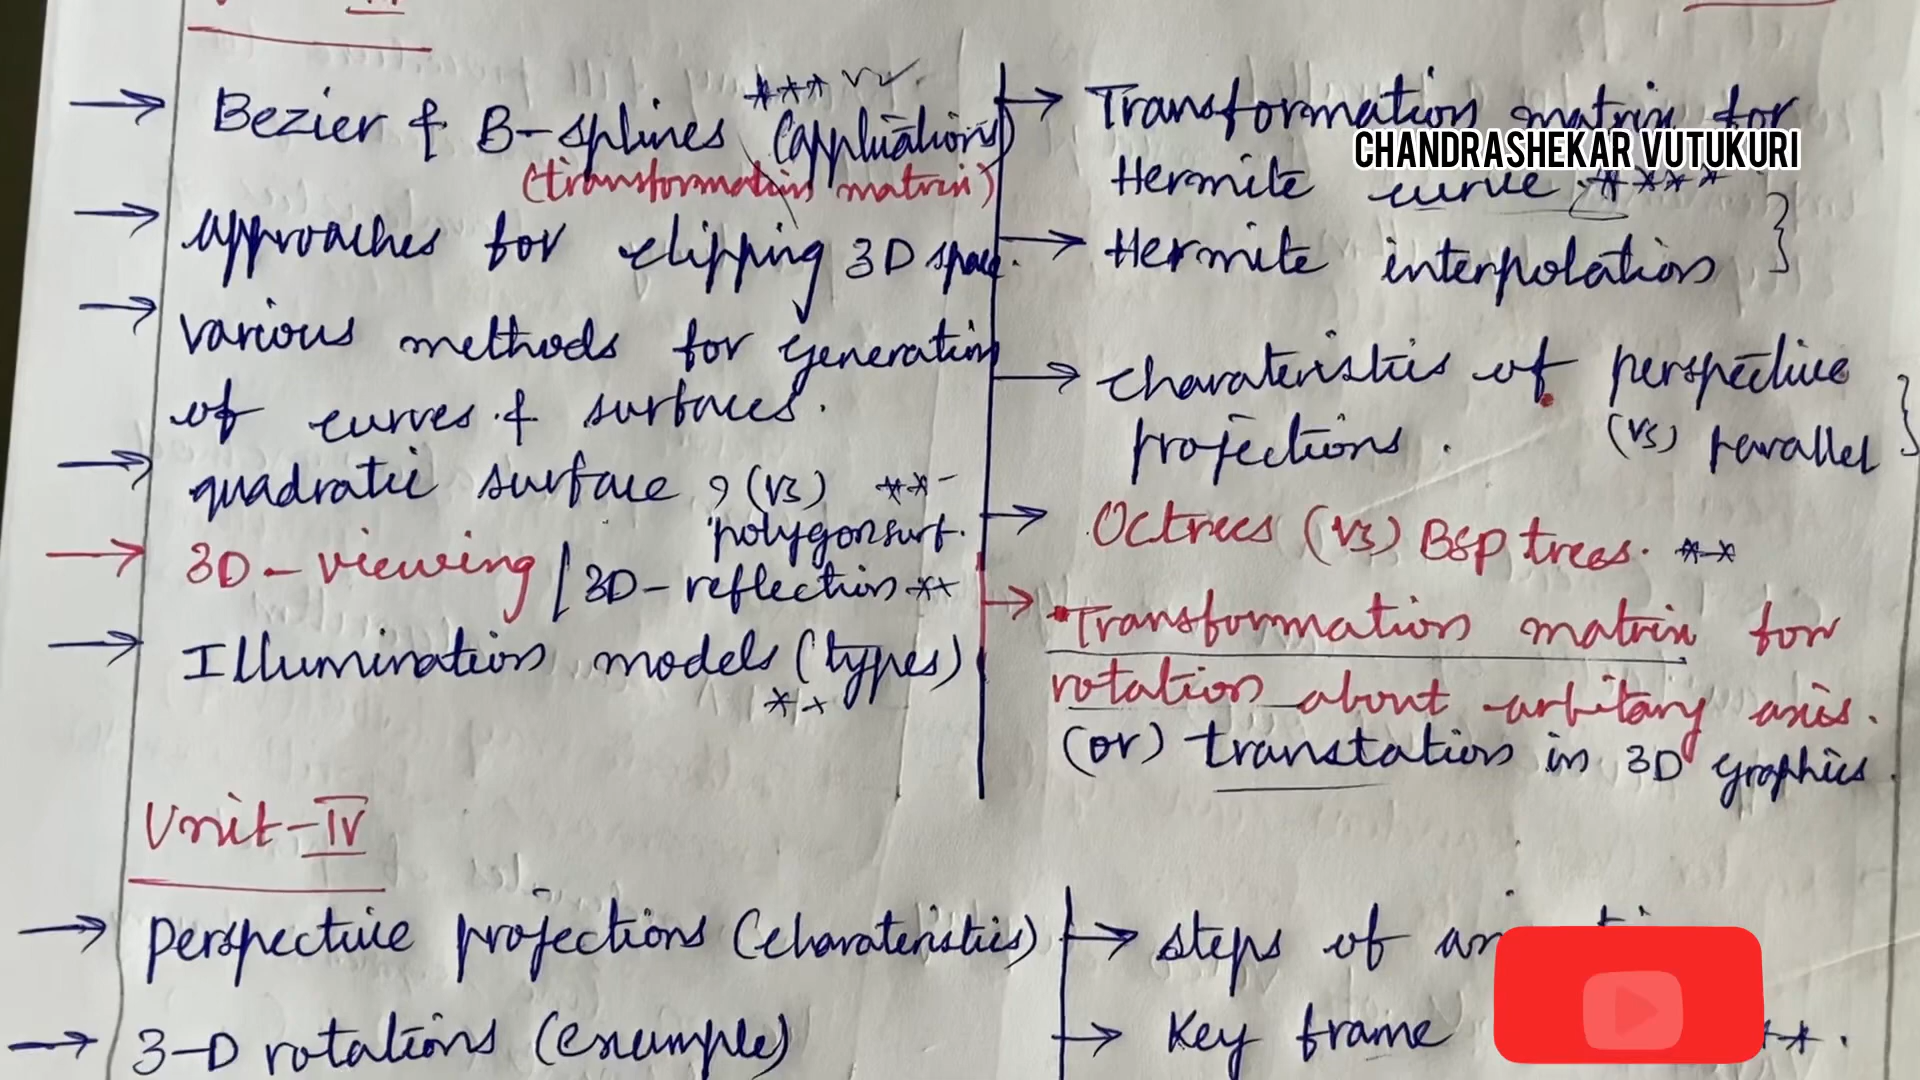 → Bezier & B-splines *** (applications)
(transformation matrix)
→ approaches for clipping 3D space.
→ various methods for generation
of curves & surfaces.
→ quadratic surface, (vs) **
polygon surf.
→ 3D-viewing / 3D-reflection **
→ Illumination models (types)
**
→ Transformation matrix for
CHANDRASHEKAR VUTUKURI
Hermite curve. ****
→ Hermite interpolation
→ charateristics of perspective
projections. (vs) parallel
→ Octrees (vs) BSP trees. **
→ Transformation matrix for
rotation about arbitary axis.
(or) translation in 3D graphics.
Unit-IV
→ perspective projections (charateristics)
→ 3-D rotations (example)
→ steps of
→ Key frame